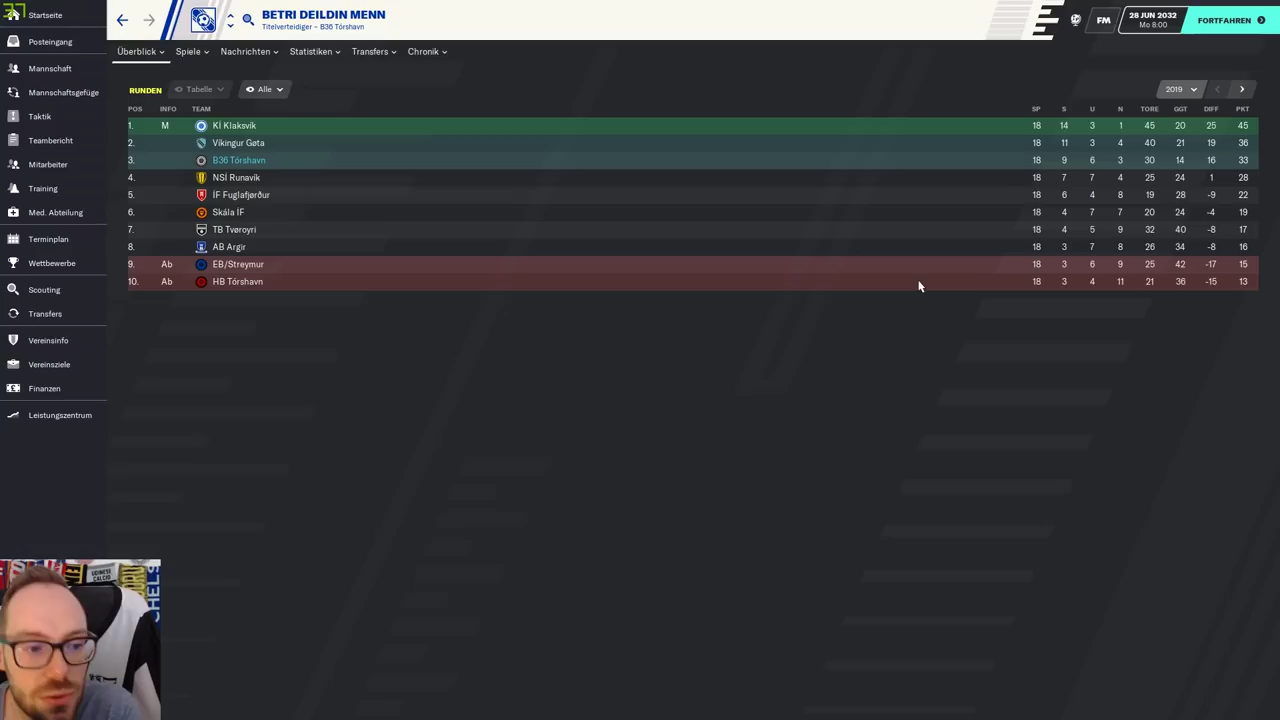 Startseite
Posteingang
Mannschaft
Mannschaftsgefüge
Taktik
Teambericht
Mitarbeiter
Training
Med. Abteilung
Terminplan
Wettbewerbe
Scouting
Transfers
Vereinsinfo
Vereinsziele
Finanzen
Leistungszentrum
BETRI DEILDIN MENN
Titelverteidiger – B36 Tórshavn
FM
28 JUN 2032
Mo 8:00
FORTFAHREN
Überblick Spiele Nachrichten Statistiken Transfers Chronik
RUNDEN Tabelle Alle 2019
POS INFO TEAM SP S U N TORE GGT DIFF PKT
1. M KÍ Klaksvík 18 14 3 1 45 20 25 45
2. Víkingur Gøta 18 11 3 4 40 21 19 36
3. B36 Tórshavn 18 9 6 3 30 14 16 33
4. NSÍ Runavík 18 7 7 4 25 24 1 28
5. ÍF Fuglafjørður 18 6 4 8 19 28 -9 22
6. Skála ÍF 18 4 7 7 20 24 -4 19
7. TB Tvøroyri 18 4 5 9 32 40 -8 17
8. AB Argir 18 3 7 8 26 34 -8 16
9. Ab EB/Streymur 18 3 6 9 25 42 -17 15
10. Ab HB Tórshavn 18 3 4 11 21 36 -15 13
UDINESE
CALCIO
CHELS